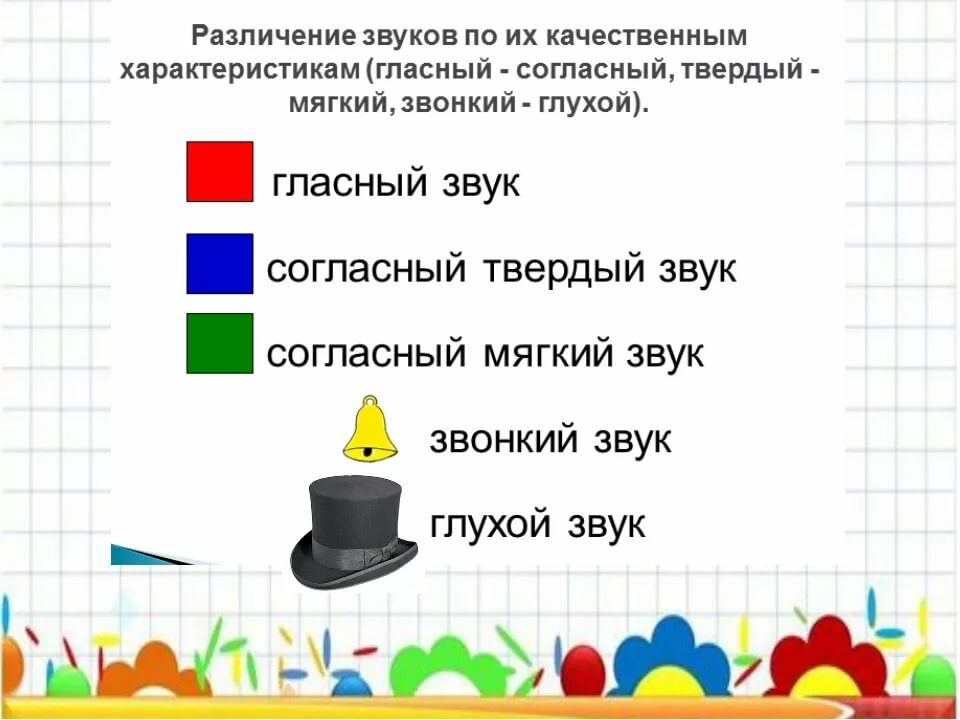 Различение звуков по их качественным
характеристикам (гласный - согласный, твердый -
мягкий, звонкий - глухой).
гласный звук
согласный твердый звук
согласный мягкий звук
звонкий звук
глухой звук